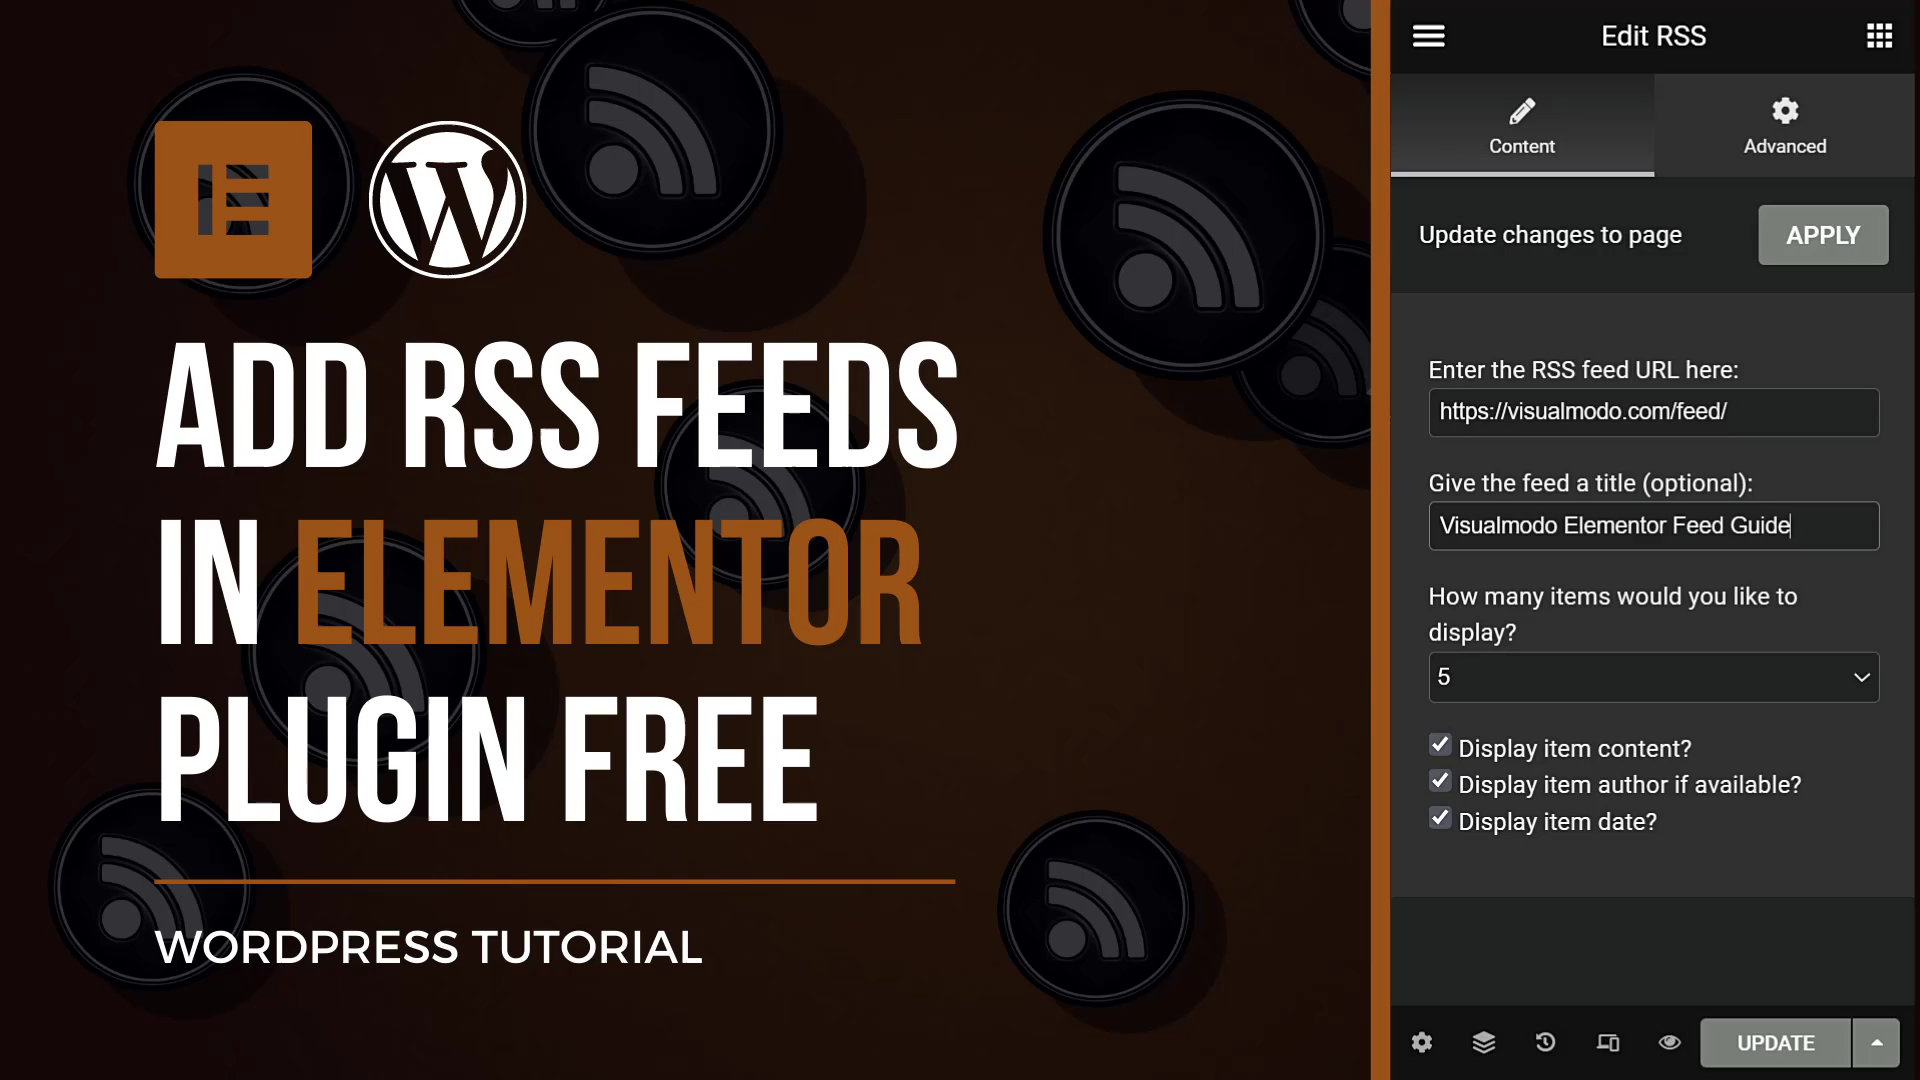 ADD RSS FEEDS
IN ELEMENTOR
PLUGIN FREE
WORDPRESS TUTORIAL
Edit RSS
Content
Advanced
Update changes to page
APPLY
Enter the RSS feed URL here:
https://visualmodo.com/feed/
Give the feed a title (optional):
Visualmodo Elementor Feed Guide
How many items would you like to
display?
5
Display item content?
Display item author if available?
Display item date?
UPDATE